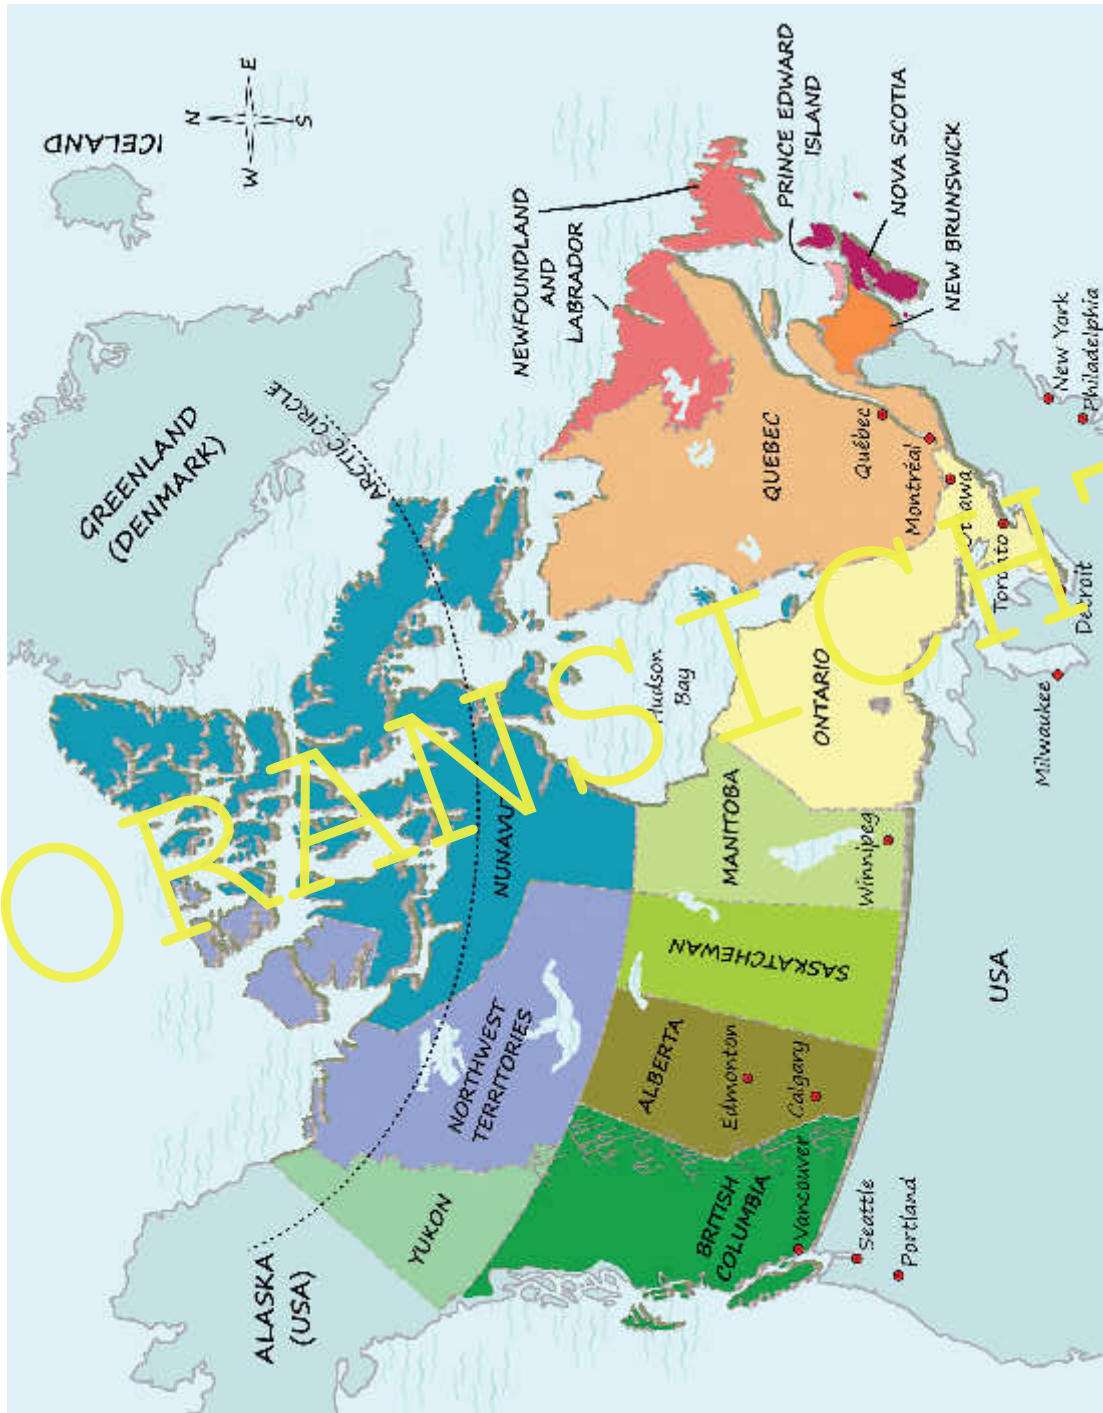 ICELAND
N
W
E
S
GREENLAND
(DENMARK)
ARCTIC CIRCLE
ALASKA
(USA)
YUKON
NORTHWEST
TERRITORIES
NUNAVUT
NEWFOUNDLAND
AND
LABRADOR
PRINCE EDWARD
ISLAND
NOVA SCOTIA
NEW BRUNSWICK
QUEBEC
Québec
Montréal
Toronto
Hudson
Bay
ONTARIO
MANITOBA
Winnipeg
SASKATCHEWAN
ALBERTA
Edmonton
Calgary
BRITISH
COLUMBIA
Vancouver
Seattle
Portland
USA
Milwaukee
Detroit
New York
Philadelphia
ORANSICHT